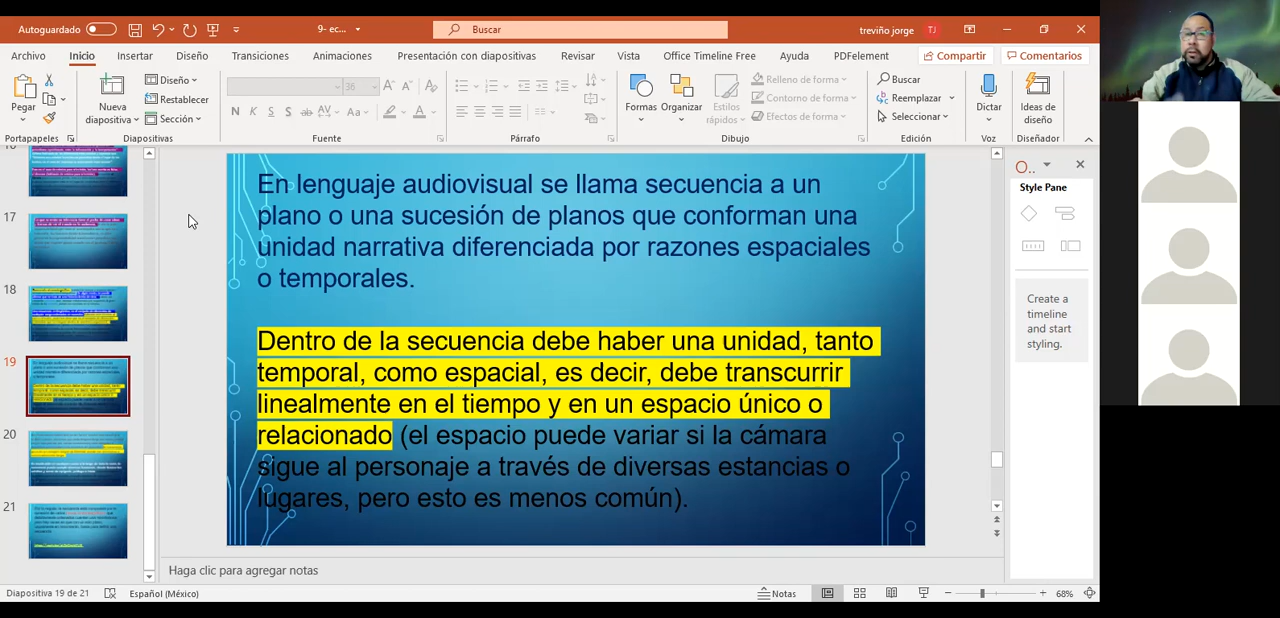 Autoguardado
9- ec...
Buscar
treviño jorge
TJ
Archivo
Inicio
Insertar
Diseño
Transiciones
Animaciones
Presentación con diapositivas
Revisar
Vista
Office Timeline Free
Ayuda
PDFelement
Compartir
Comentarios
Pegar
Nueva
diapositiva
Diseño
Restablecer
Sección
36
N K S S ab AV Aa A
Formas
Organizar
Estilos
rápidos
Relleno de forma
Contorno de forma
Efectos de forma
Buscar
Reemplazar
Seleccionar
Dictar
Ideas de
diseño
Portapapeles
Diapositivas
Fuente
Párrafo
Dibujo
Edición
Voz
Diseñador
17
18
19
20
21
En lenguaje audiovisual se llama secuencia a un
plano o una sucesión de planos que conforman una
unidad narrativa diferenciada por razones espaciales
o temporales.
Dentro de la secuencia debe haber una unidad, tanto
temporal, como espacial, es decir, debe transcurrir
linealmente en el tiempo y en un espacio único o
relacionado (el espacio puede variar si la cámara
sigue al personaje a través de diversas estancias o
lugares, pero esto es menos común).
O..
Style Pane
Create a
timeline
and start
styling.
Haga clic para agregar notas
Diapositiva 19 de 21
Español (México)
Notas
68%